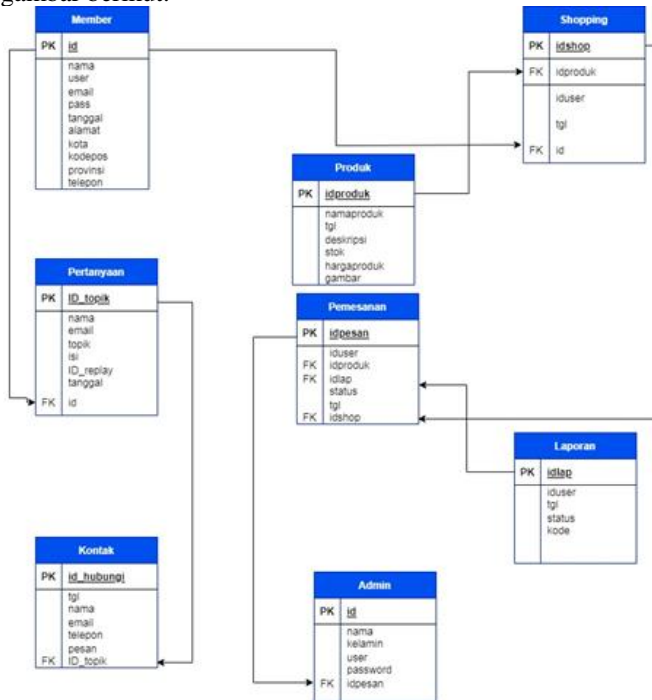 gambar berikut:
Member
PK id
nama
user
email
pass
tanggal
alamat
kota
kodepos
provinsi
telepon
Shopping
PK idshop
FK idproduk
iduser
tgl
FK id
Produk
PK idproduk
namaproduk
tgl
deskripsi
stok
hargaproduk
gambar
Pertanyaan
PK ID_topik
nama
email
topik
isi
ID_replay
tanggal
FK id
Pemesanan
PK idpesan
iduser
FK idproduk
FK idlap
status
tgl
FK idshop
Laporan
PK idlap
iduser
tgl
status
kode
Kontak
PK id_hubungi
tgl
nama
email
telepon
pesan
FK ID_topik
Admin
PK id
nama
kelamin
user
password
FK idpesan